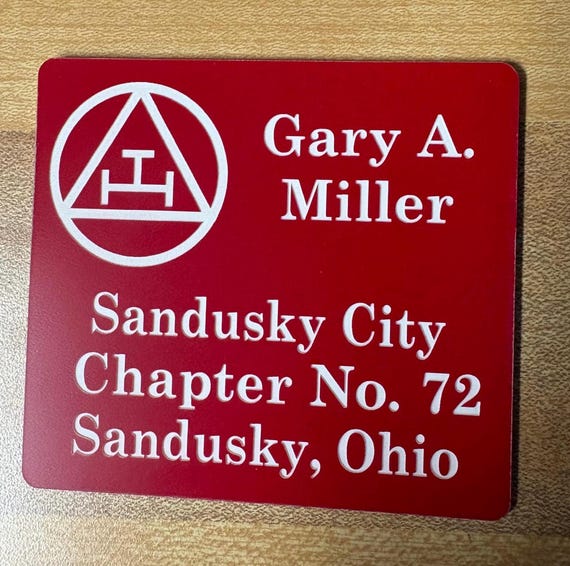 Gary A.
Miller
Sandusky City
Chapter No. 72
Sandusky, Ohio